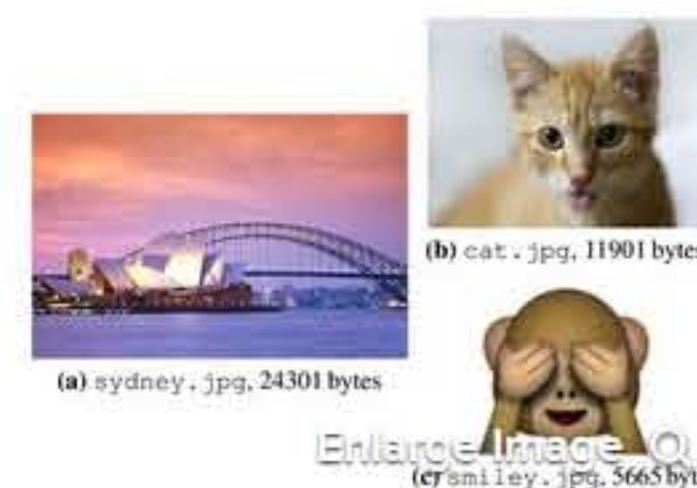 (b) cat.jpg, 11901 bytes
(a) sydney.jpg, 24301 bytes
Enlarge Image
(c) smiley.jpg, 5665 byt